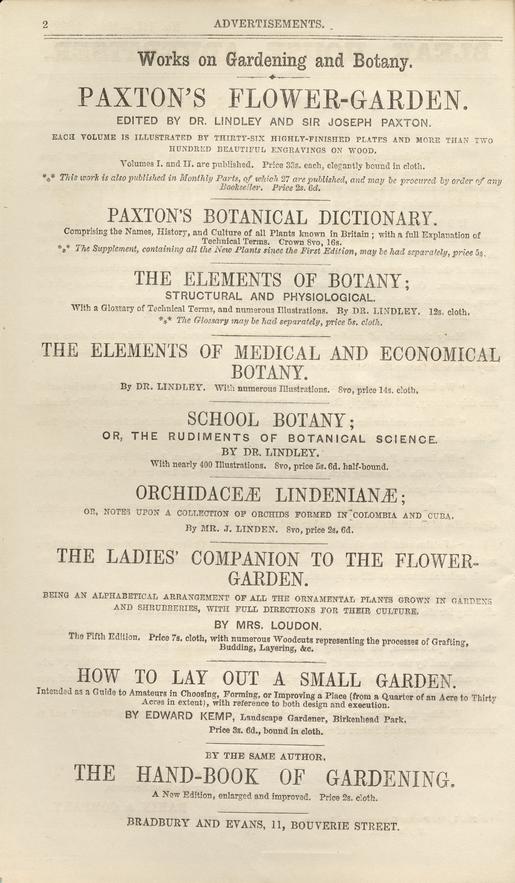 2 ADVERTISEMENTS.
Works on Gardening and Botany.
PAXTON'S FLOWER-GARDEN.
EDITED BY DR. LINDLEY AND SIR JOSEPH PAXTON.
EACH VOLUME IS ILLUSTRATED BY THIRTY-SIX HIGHLY-FINISHED PLATES AND MORE THAN TWO
HUNDRED BEAUTIFUL ENGRAVINGS ON WOOD.
Volumes I. and II. are published. Price 33s. each, elegantly bound in cloth.
*** This work is also published in Monthly Parts, of which 27 are published, and may be procured by order of any
Bookseller. Price 2s. 6d.
PAXTON'S BOTANICAL DICTIONARY.
Comprising the Names, History, and Culture of all Plants known in Britain; with a full Explanation of
Technical Terms. Crown 8vo, 16s.
*** The Supplement, containing all the New Plants since the First Edition, may be had separately, price 5s.
THE ELEMENTS OF BOTANY;
STRUCTURAL AND PHYSIOLOGICAL.
With a Glossary of Technical Terms, and numerous Illustrations. By DR. LINDLEY. 12s. cloth.
*** The Glossary may be had separately, price 5s. cloth.
THE ELEMENTS OF MEDICAL AND ECONOMICAL
BOTANY.
By DR. LINDLEY. With numerous Illustrations. 8vo, price 14s. cloth.
SCHOOL BOTANY;
OR, THE RUDIMENTS OF BOTANICAL SCIENCE.
BY DR. LINDLEY.
With nearly 400 Illustrations. 8vo, price 5s. 6d. half-bound.
ORCHIDACEÆ LINDENIANÆ;
OR, NOTES UPON A COLLECTION OF ORCHIDS FORMED IN COLOMBIA AND CUBA.
By MR. J. LINDEN. 8vo, price 2s. 6d.
THE LADIES' COMPANION TO THE FLOWER-
GARDEN.
BEING AN ALPHABETICAL ARRANGEMENT OF ALL THE ORNAMENTAL PLANTS GROWN IN GARDENS
AND SHRUBBERIES, WITH FULL DIRECTIONS FOR THEIR CULTURE.
BY MRS. LOUDON.
The Fifth Edition. Price 7s. cloth, with numerous Woodcuts representing the processes of Grafting,
Budding, Layering, &c.
HOW TO LAY OUT A SMALL GARDEN.
Intended as a Guide to Amateurs in Choosing, Forming, or Improving a Place (from a Quarter of an Acre to Thirty
Acres in extent), with reference to both design and execution.
BY EDWARD KEMP, Landscape Gardener, Birkenhead Park.
Price 3s. 6d., bound in cloth.
BY THE SAME AUTHOR,
THE HAND-BOOK OF GARDENING.
A New Edition, enlarged and improved. Price 2s. cloth.
BRADBURY AND EVANS, 11, BOUVERIE STREET.